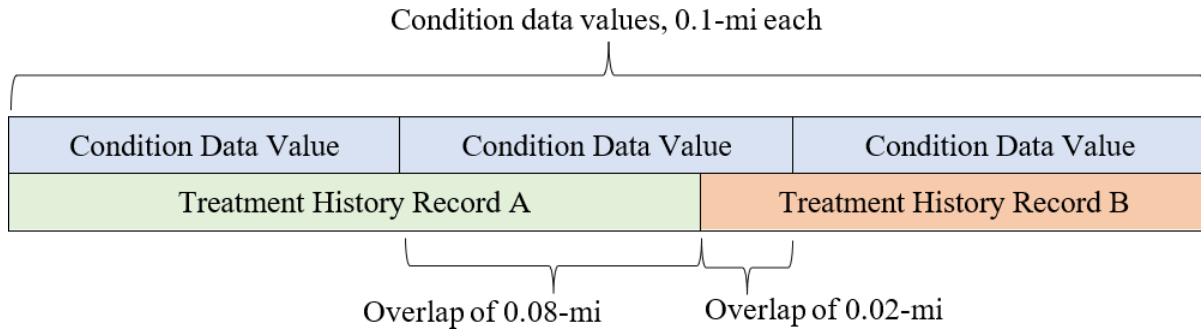 Condition data values, 0.1-mi each
Condition Data Value Condition Data Value Condition Data Value
Treatment History Record A Treatment History Record B
Overlap of 0.08-mi Overlap of 0.02-mi